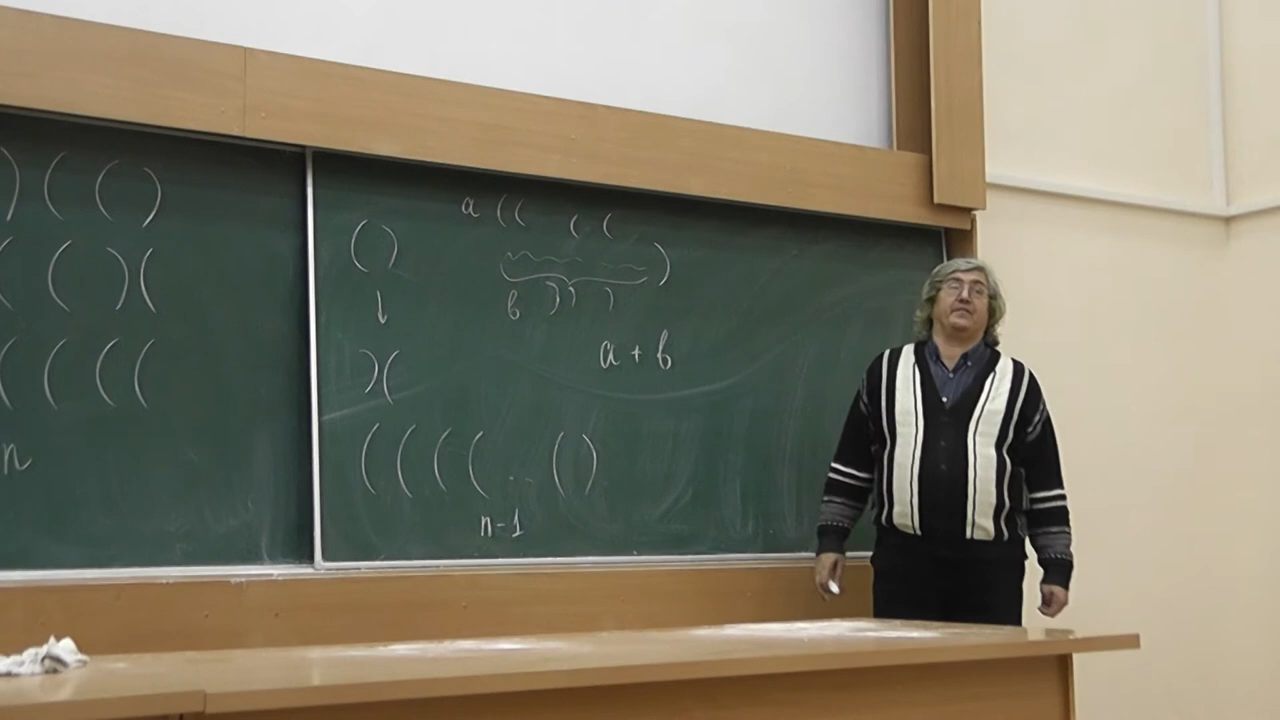 ) ( ( )
( ( ) (
( ( ( (
n
a ( ( ( (
( )
)
b ) ) )
↓
a + b
) (
( ( ( ( ... ( )
n-1